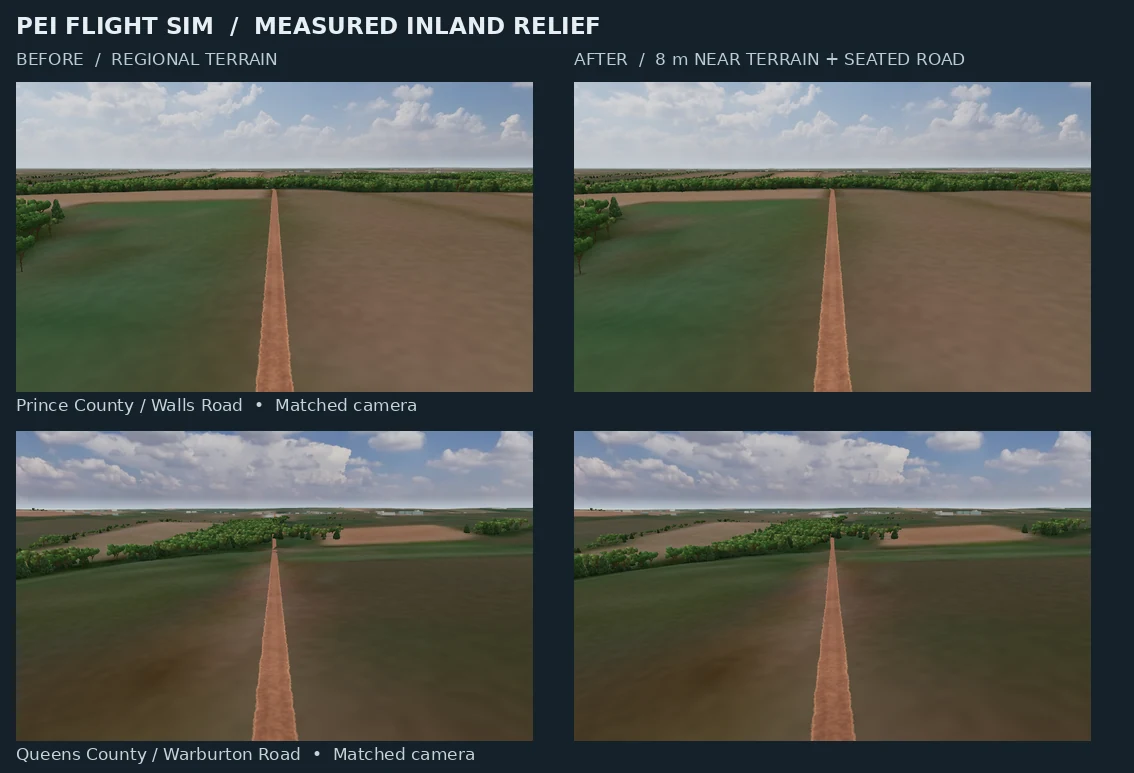 PEI FLIGHT SIM / MEASURED INLAND RELIEF
BEFORE / REGIONAL TERRAIN
AFTER / 8 m NEAR TERRAIN + SEATED ROAD
Prince County / Walls Road • Matched camera
Queens County / Warburton Road • Matched camera